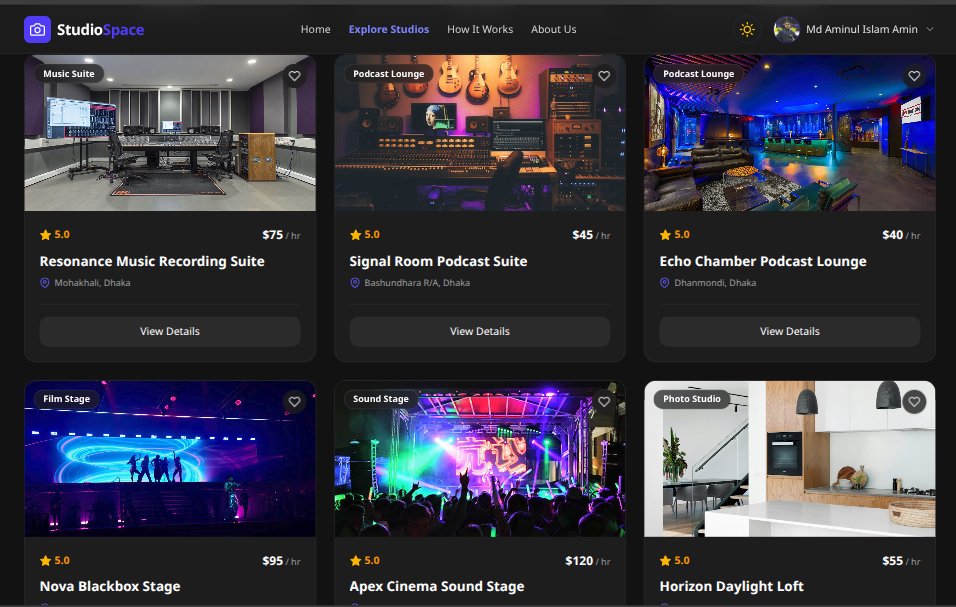 StudioSpace
Home Explore Studios How It Works About Us
Md Aminul Islam Amin
Music Suite
Podcast Lounge
Podcast Lounge
5.0 $75 / hr
Resonance Music Recording Suite
Mohakhali, Dhaka
View Details
5.0 $45 / hr
Signal Room Podcast Suite
Bashundhara R/A, Dhaka
View Details
5.0 $40 / hr
Echo Chamber Podcast Lounge
Dhanmondi, Dhaka
View Details
Film Stage
Sound Stage
Photo Studio
5.0 $95 / hr
Nova Blackbox Stage
5.0 $120 / hr
Apex Cinema Sound Stage
5.0 $55 / hr
Horizon Daylight Loft